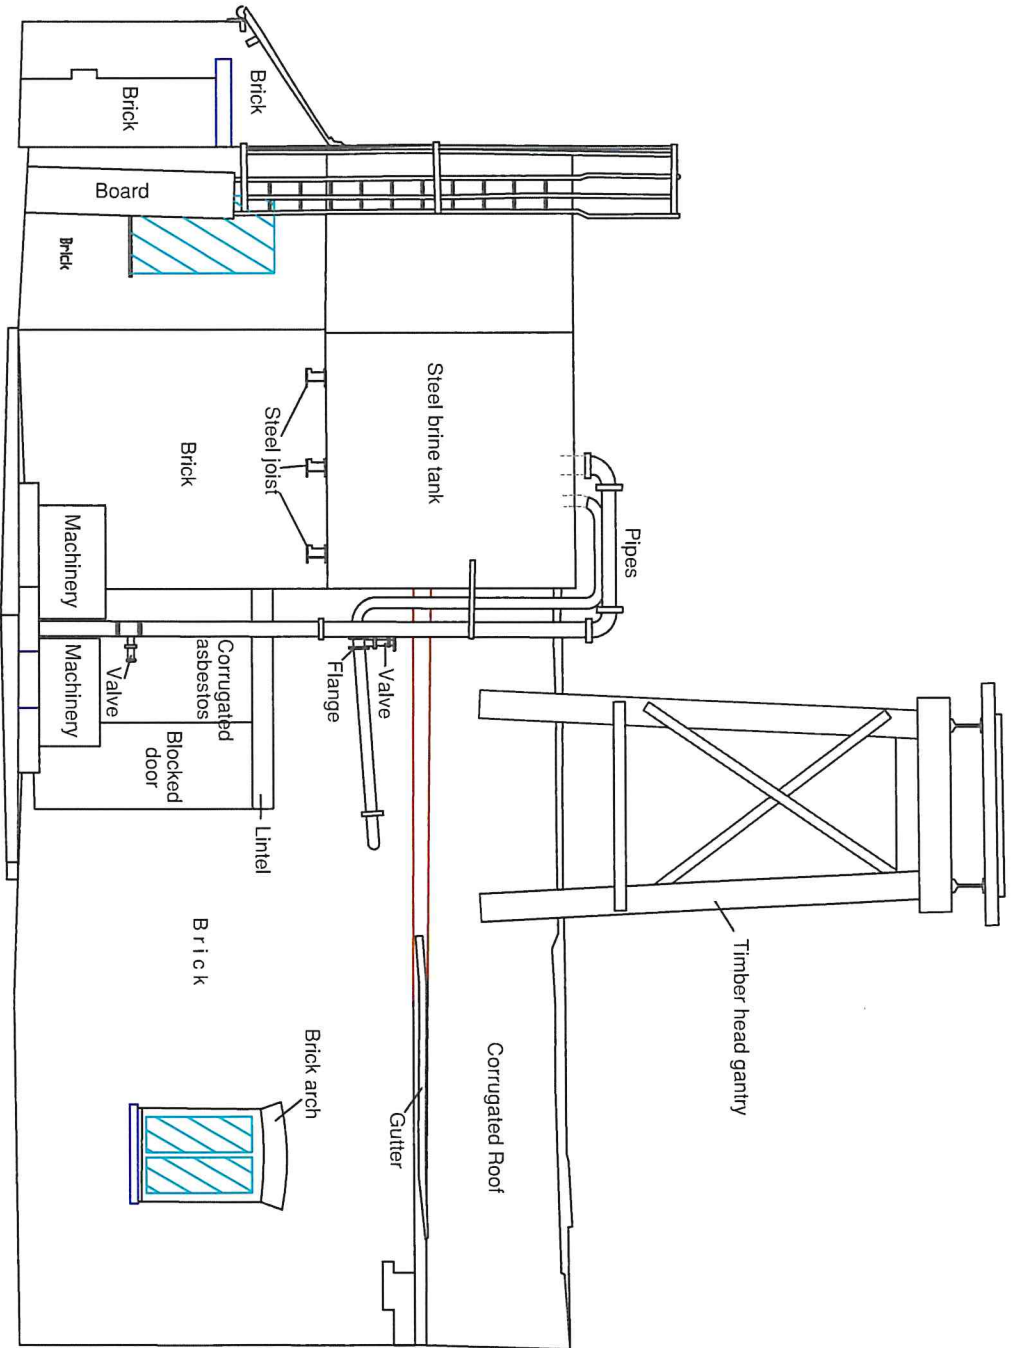 Timber head gantry
Pipes
Steel brine tank
Corrugated Roof
Brick
Steel joist
Valve
Flange
Gutter
Brick
Board
Brick
Brick
Machinery
Machinery
Valve
Corrugated
asbestos
Blocked
door
Lintel
Brick
Brick arch